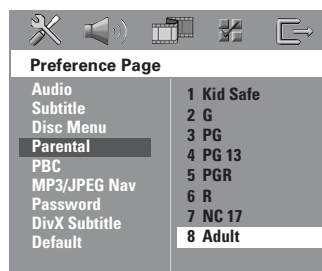 Preference Page
Audio
Subtitle
Disc Menu
Parental
PBC
MP3/JPEG Nav
Password
DivX Subtitle
Default
1 Kid Safe
2 G
3 PG
4 PG 13
5 PGR
6 R
7 NC 17
8 Adult